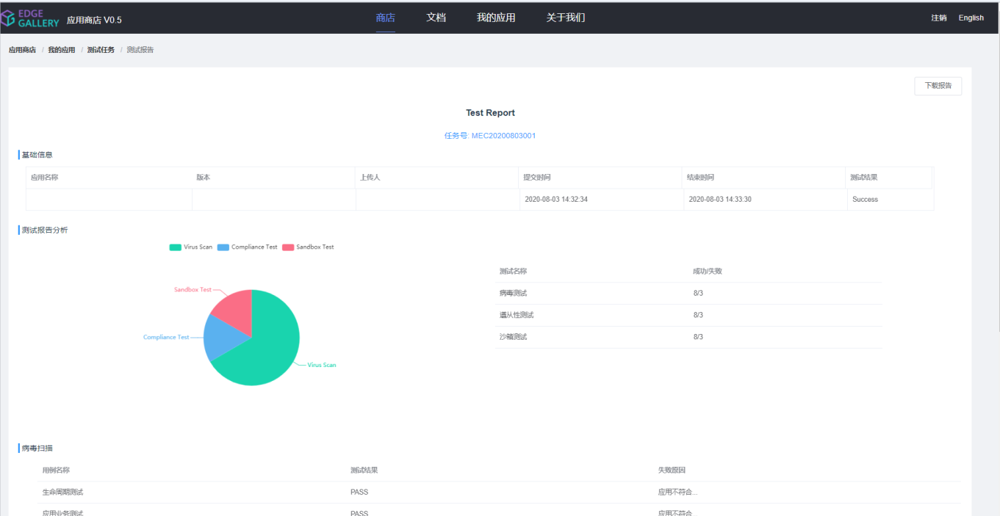 EDGE
GALLERY 应用商店 V0.5 商店 文档 我的应用 关于我们 注销 English
应用商店 / 我的应用 / 测试任务 / 测试报告
下载报告
Test Report
任务号: MEC20200803001
基础信息
应用名称 版本 上传人 提交时间 结束时间 测试结果
2020-08-03 14:32:34 2020-08-03 14:33:30 Success
测试报告分析
Virus Scan Compliance Test Sandbox Test
测试名称 成功/失败
Sandbox Test
病毒测试 8/3
遵从性测试 8/3
Compliance Test
沙箱测试 8/3
Virus Scan
病毒扫描
用例名称 测试结果 失败原因
生命周期测试 PASS 应用不符合...
应用业务测试 PASS 应用不符合...